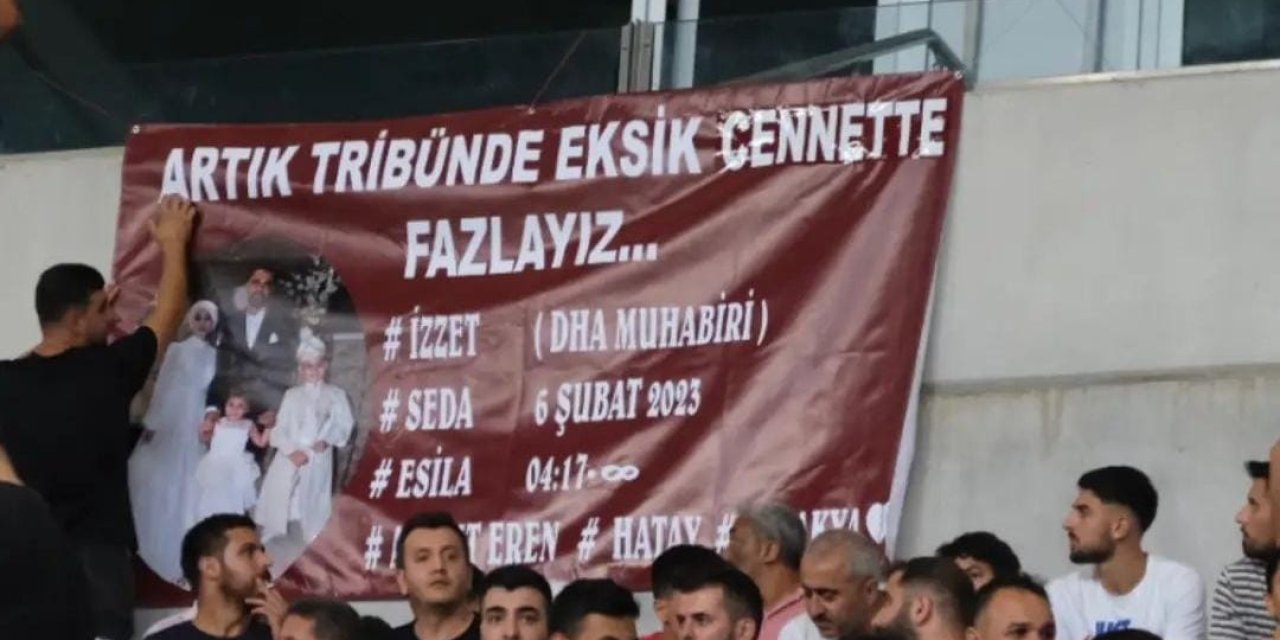 ARTIK TRİBÜNDE EKSİK CENNETTE
FAZLAYIZ...
# İZZET ( DHA MUHABİRİ )
# SEDA 6 ŞUBAT 2023
# ESİLA 04:17-∞
# EREN # HATAY #